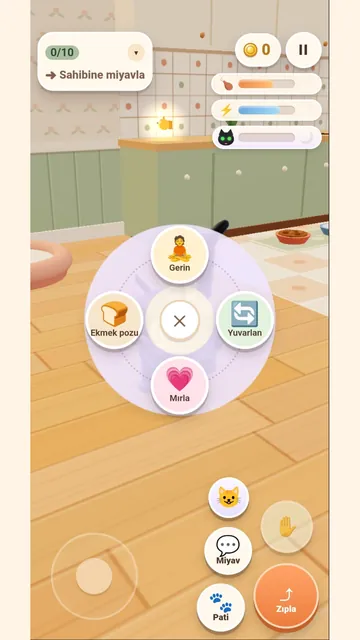 0/10
0
➜ Sahibine miyavla
Gerin
Ekmek pozu
Yuvarlan
Mırla
Miyav
Pati
Zıpla